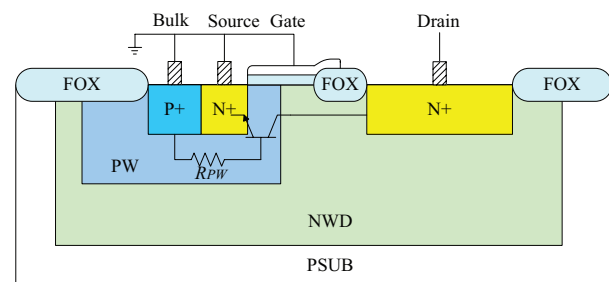 Bulk Source Gate Drain
FOX FOX FOX
P+ N+ N+
PW RPW
NWD
PSUB